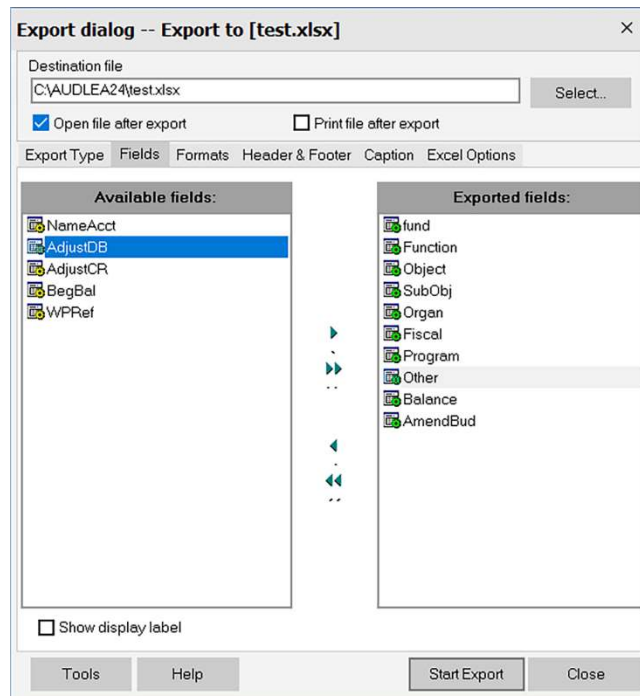 Export dialog -- Export to [test.xlsx]
Destination file
C:\AUDLEA24\test.xlsx
Select...
Open file after export
Print file after export
Export Type Fields Formats Header & Footer Caption Excel Options
Available fields:
NameAcct
AdjustDB
AdjustCR
BegBal
WPRef
Exported fields:
fund
Function
Object
SubObj
Organ
Fiscal
Program
Other
Balance
AmendBud
Show display label
Tools
Help
Start Export
Close